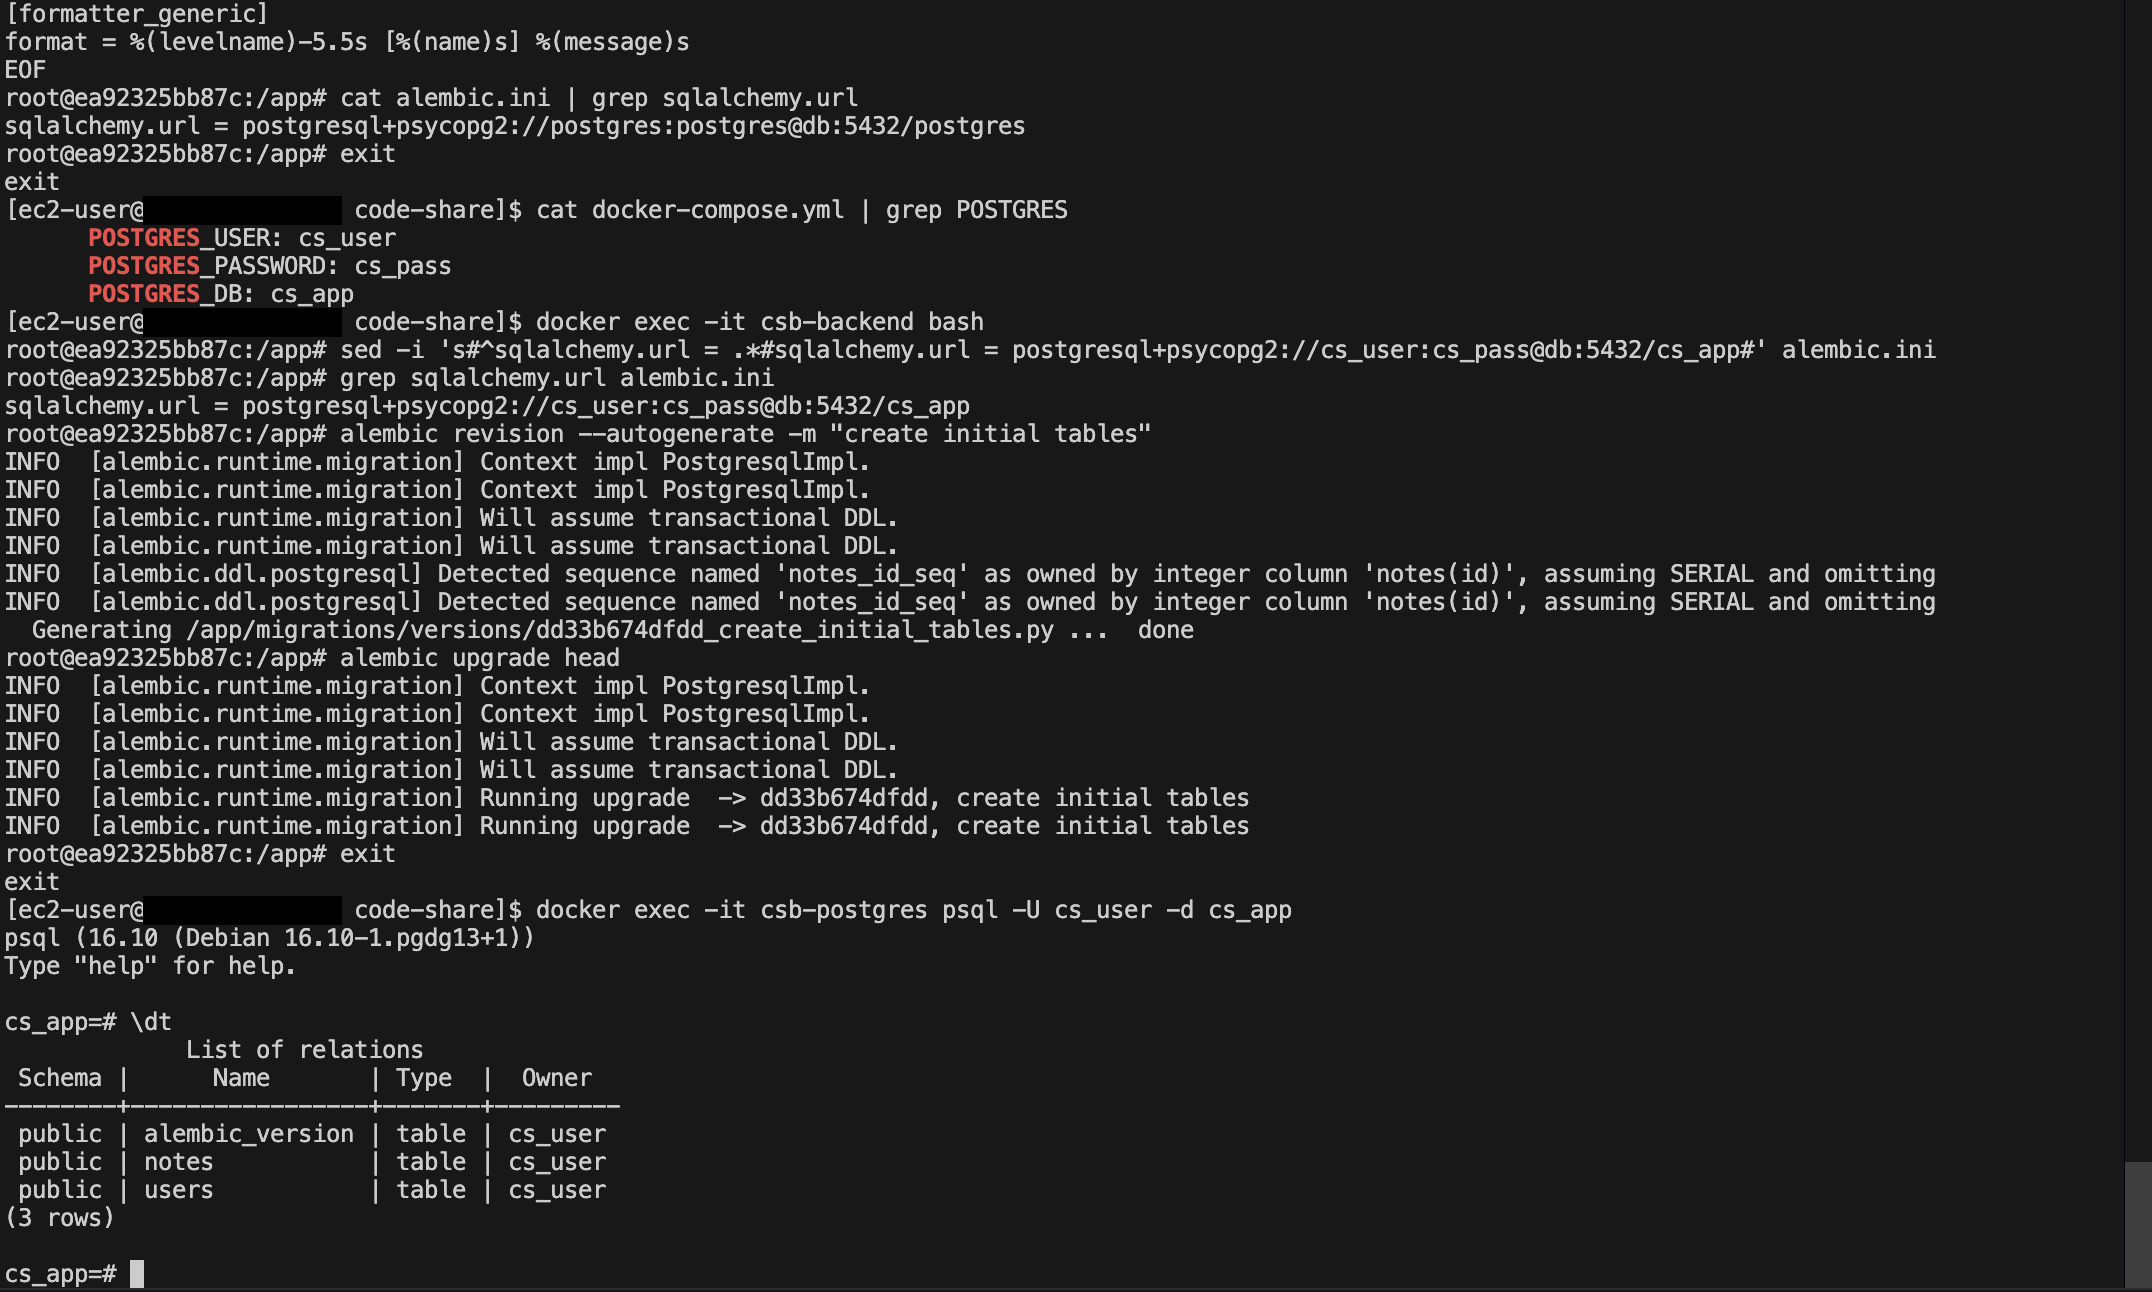 [formatter_generic]
format = %(levelname)-5.5s [%(name)s] %(message)s
EOF
root@ea92325bb87c:/app# cat alembic.ini | grep sqlalchemy.url
sqlalchemy.url = postgresql+psycopg2://postgres:postgres@db:5432/postgres
root@ea92325bb87c:/app# exit
exit
[ec2-user@ code-share]$ cat docker-compose.yml | grep POSTGRES
      POSTGRES_USER: cs_user
      POSTGRES_PASSWORD: cs_pass
      POSTGRES_DB: cs_app
[ec2-user@ code-share]$ docker exec -it csb-backend bash
root@ea92325bb87c:/app# sed -i 's#^sqlalchemy.url = .*#sqlalchemy.url = postgresql+psycopg2://cs_user:cs_pass@db:5432/cs_app#' alembic.ini
root@ea92325bb87c:/app# grep sqlalchemy.url alembic.ini
sqlalchemy.url = postgresql+psycopg2://cs_user:cs_pass@db:5432/cs_app
root@ea92325bb87c:/app# alembic revision --autogenerate -m "create initial tables"
INFO  [alembic.runtime.migration] Context impl PostgresqlImpl.
INFO  [alembic.runtime.migration] Context impl PostgresqlImpl.
INFO  [alembic.runtime.migration] Will assume transactional DDL.
INFO  [alembic.runtime.migration] Will assume transactional DDL.
INFO  [alembic.ddl.postgresql] Detected sequence named 'notes_id_seq' as owned by integer column 'notes(id)', assuming SERIAL and omitting
INFO  [alembic.ddl.postgresql] Detected sequence named 'notes_id_seq' as owned by integer column 'notes(id)', assuming SERIAL and omitting
  Generating /app/migrations/versions/dd33b674dfdd_create_initial_tables.py ...  done
root@ea92325bb87c:/app# alembic upgrade head
INFO  [alembic.runtime.migration] Context impl PostgresqlImpl.
INFO  [alembic.runtime.migration] Context impl PostgresqlImpl.
INFO  [alembic.runtime.migration] Will assume transactional DDL.
INFO  [alembic.runtime.migration] Will assume transactional DDL.
INFO  [alembic.runtime.migration] Running upgrade  -> dd33b674dfdd, create initial tables
INFO  [alembic.runtime.migration] Running upgrade  -> dd33b674dfdd, create initial tables
root@ea92325bb87c:/app# exit
exit
[ec2-user@ code-share]$ docker exec -it csb-postgres psql -U cs_user -d cs_app
psql (16.10 (Debian 16.10-1.pgdg13+1))
Type "help" for help.

cs_app=# \dt
             List of relations
 Schema |      Name       | Type  |  Owner
--------+-----------------+-------+---------
 public | alembic_version | table | cs_user
 public | notes           | table | cs_user
 public | users           | table | cs_user
(3 rows)

cs_app=#